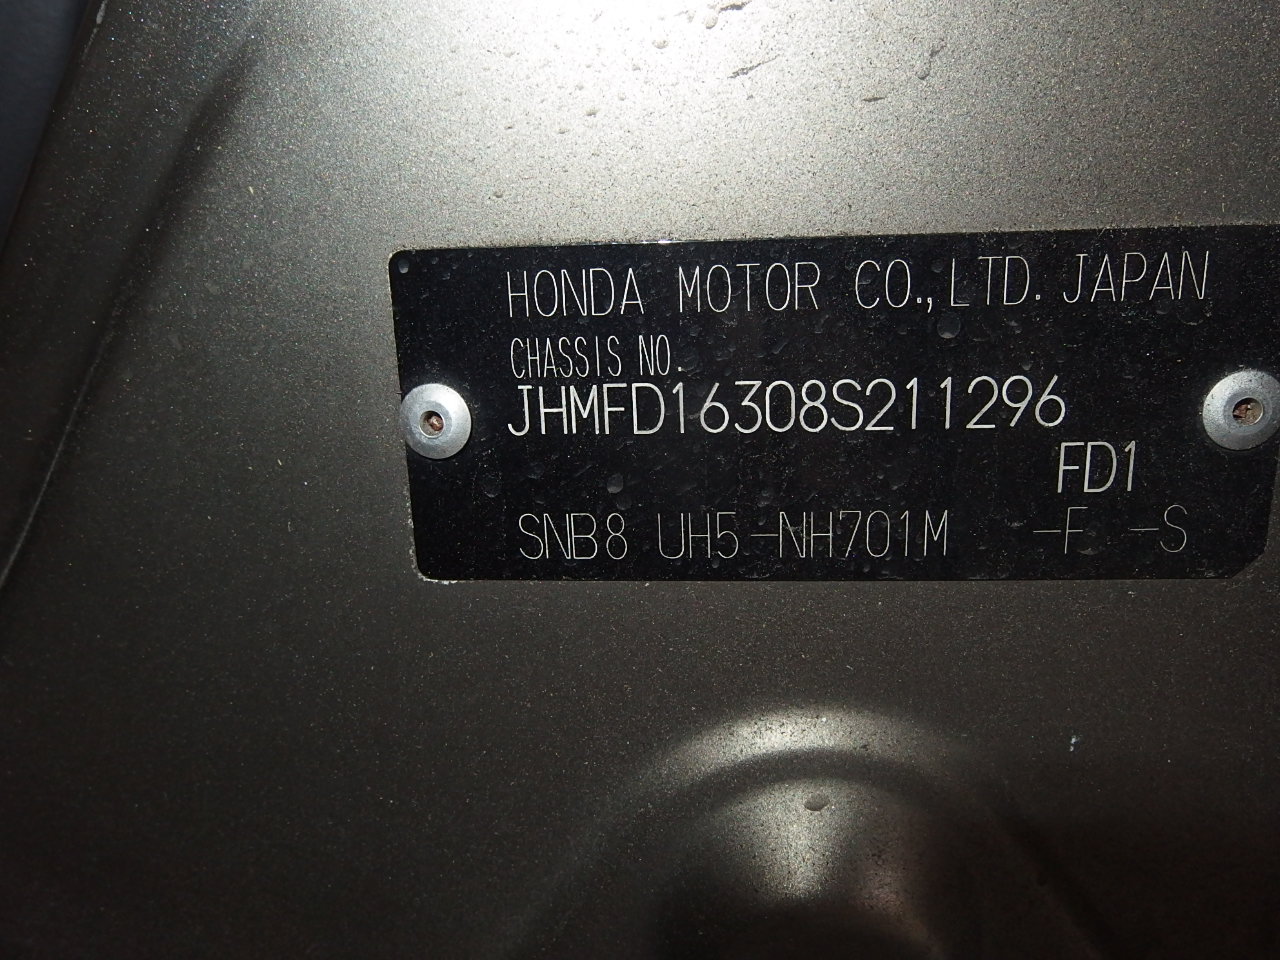 HONDA MOTOR CO.,LTD. JAPAN
CHASSIS NO.
JHMFD16308S211296
FD1
SNB8 UH5-NH701M -F -S